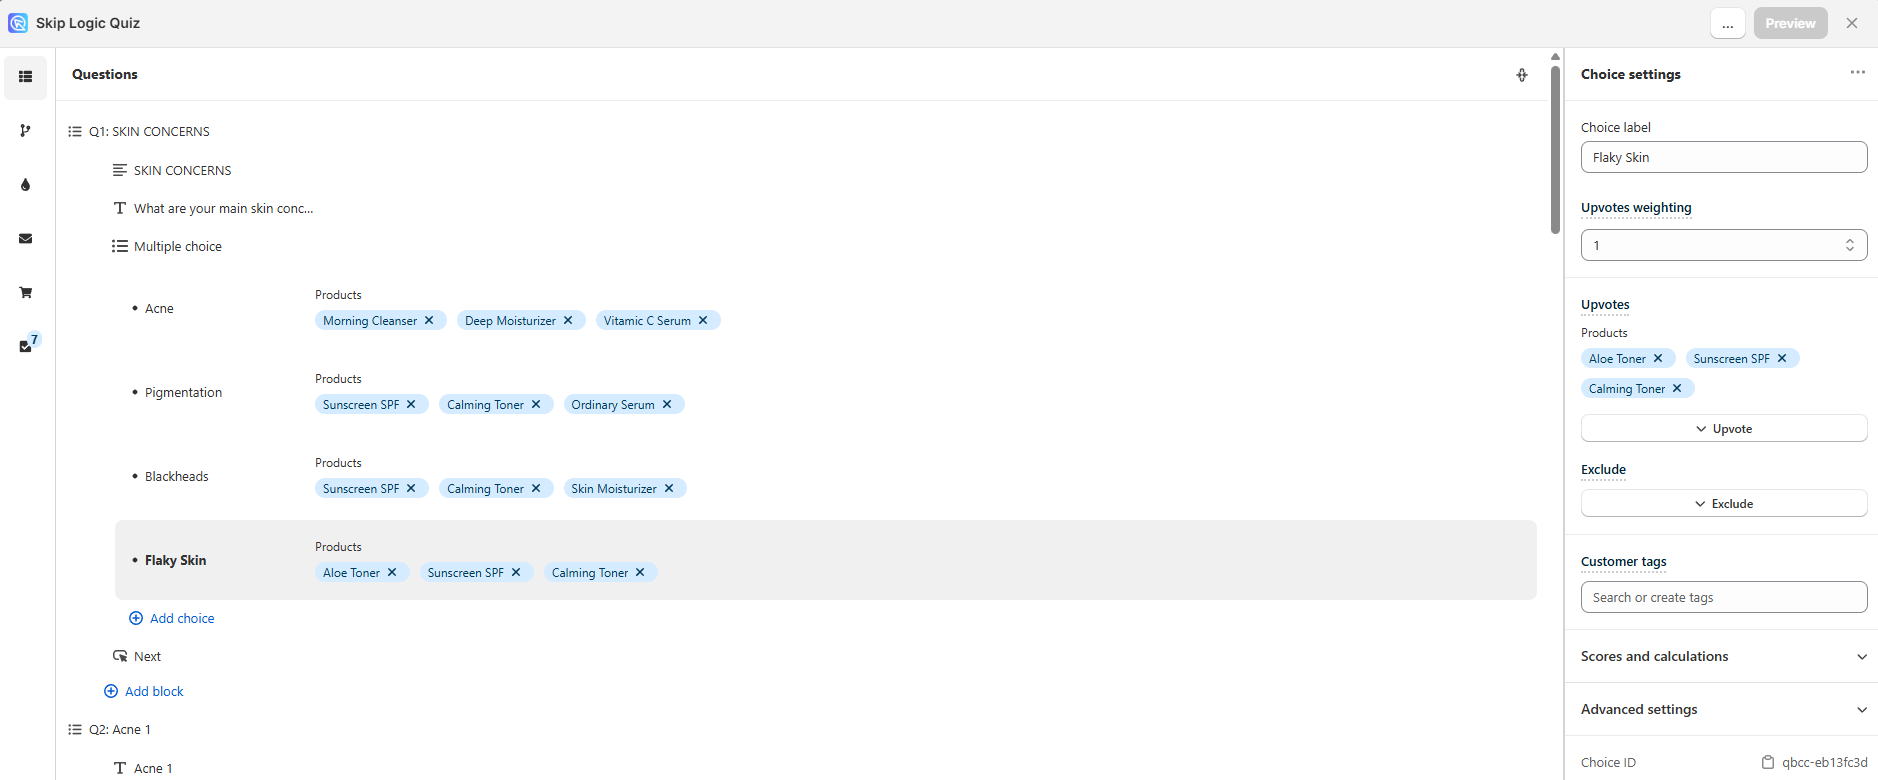 Skip Logic Quiz
...
Preview
Questions
Q1: SKIN CONCERNS
SKIN CONCERNS
What are your main skin conc...
Multiple choice
Acne
Products
Morning Cleanser
Deep Moisturizer
Vitamic C Serum
Pigmentation
Products
Sunscreen SPF
Calming Toner
Ordinary Serum
Blackheads
Products
Sunscreen SPF
Calming Toner
Skin Moisturizer
Flaky Skin
Products
Aloe Toner
Sunscreen SPF
Calming Toner
Add choice
Next
Add block
Q2: Acne 1
Acne 1
7
Choice settings
Choice label
Flaky Skin
Upvotes weighting
1
Upvotes
Products
Aloe Toner
Sunscreen SPF
Calming Toner
Upvote
Exclude
Exclude
Customer tags
Search or create tags
Scores and calculations
Advanced settings
Choice ID
qbcc-eb13fc3d